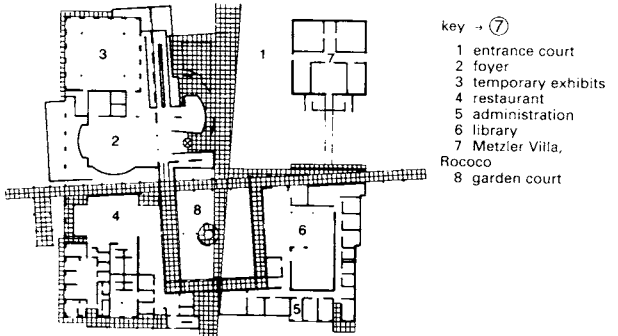 3
1
7
2
4
8
6
5
key → ⑦
1 entrance court
2 foyer
3 temporary exhibits
4 restaurant
5 administration
6 library
7 Metzler Villa,
Rococo
8 garden court